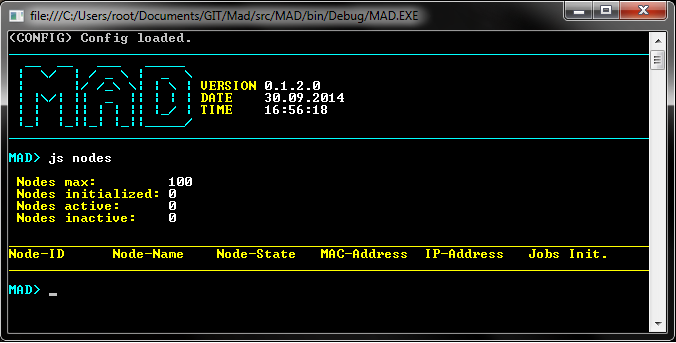 file:///C:/Users/root/Documents/GIT/Mad/src/MAD/bin/Debug/MAD.EXE
(CONFIG) Config loaded.
MAD
VERSION 0.1.2.0
DATE 30.09.2014
TIME 16:56:18
MAD> js nodes
Nodes max: 100
Nodes initialized: 0
Nodes active: 0
Nodes inactive: 0
Node-ID Node-Name Node-State MAC-Address IP-Address Jobs Init.
MAD> _